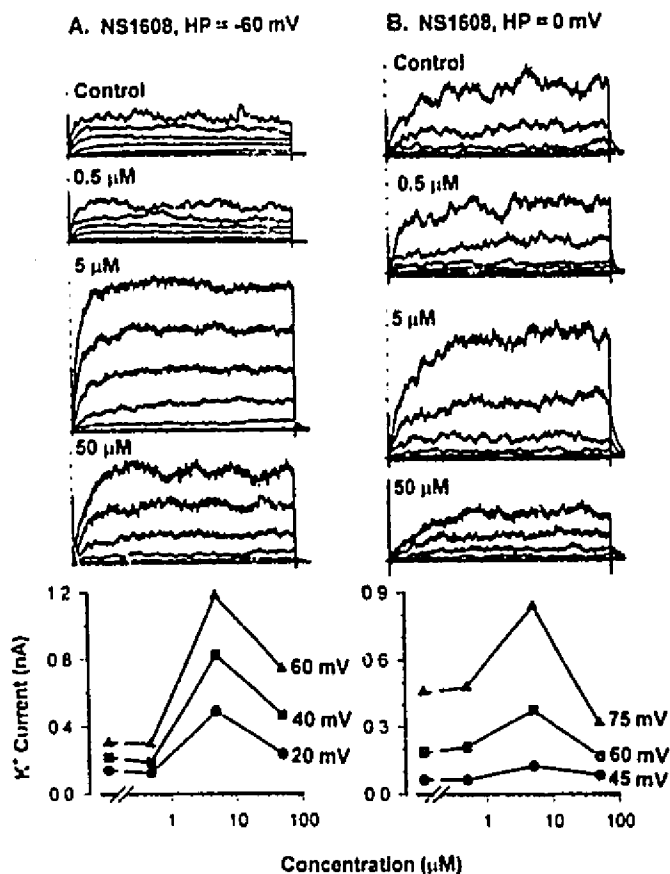 A. NS1608, HP = -60 mV
B. NS1608, HP = 0 mV
Control
0.5 µM
5 µM
50 µM
Control
0.5 µM
5 µM
50 µM
K+ Current (nA)
1.2
0.8
0.4
0.0
60 mV
40 mV
20 mV
1 10 100
0.9
0.6
0.3
0.0
75 mV
60 mV
45 mV
1 10 100
Concentration (µM)